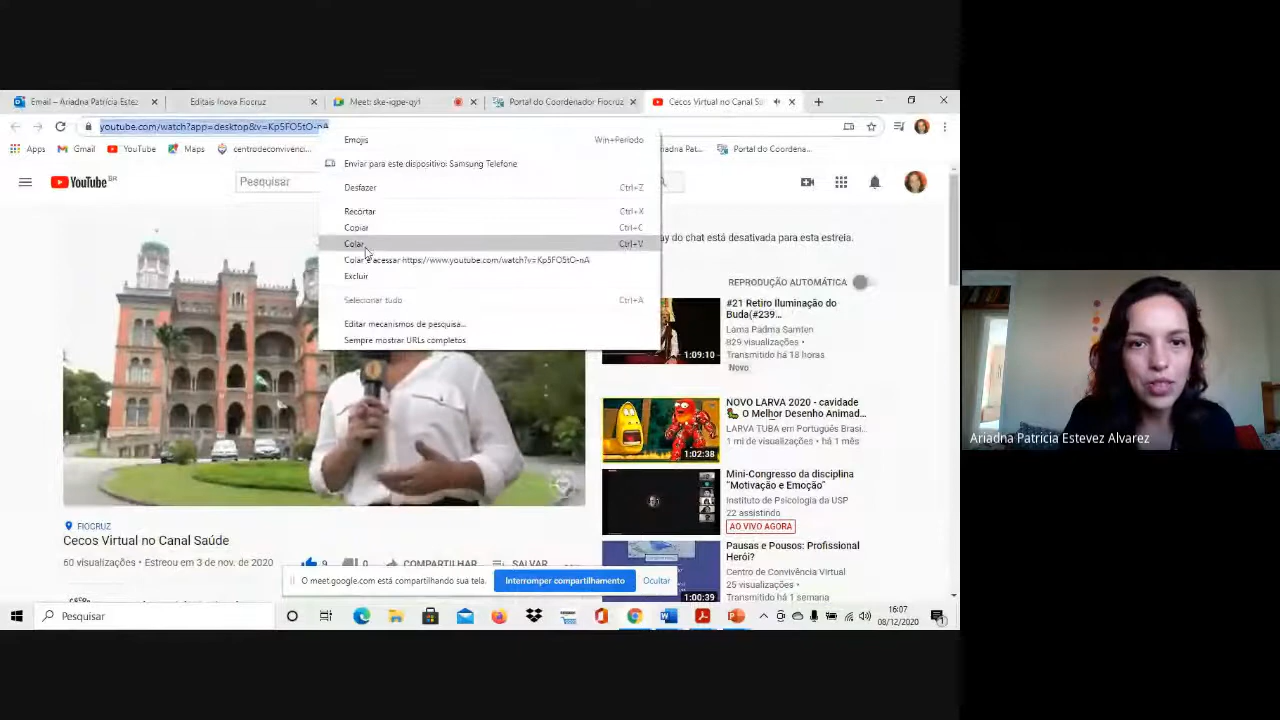 Email – Ariadna Patrícia Estez
Editais Inova Fiocruz
Meet: ske-iqpe-qyt
Portal do Coordenador Fiocruz
Cecos Virtual no Canal Sa
youtube.com/watch?app=desktop&v=Kp5FO5tO-nA
Apps
YouTube
Maps
centrodeconvivênci...
adna Pat...
Portal do Coordena...
Emojis Win+Período
Enviar para este dispositivo: Samsung Telefone
Desfazer Ctrl+Z
Recortar Ctrl+X
Copiar Ctrl+C
Colar Ctrl+V
Colar e acessar https://www.youtube.com/watch?v=Kp5FO5tO-nA
Excluir
Selecionar tudo Ctrl+A
Editar mecanismos de pesquisa...
Sempre mostrar URLs completos
YouTube BR
Pesquisar
ay do chat está desativada para esta estreia.
REPRODUÇÃO AUTOMÁTICA
#21 Retiro Iluminação do
Buda(#239...
Lama Padma Samten
829 visualizações •
Transmitido há 18 horas
Novo
1:09:10
NOVO LARVA 2020 - cavidade
O Melhor Desenho Animad...
LARVA TUBA em Português Brasi...
1 mi de visualizações • há 1 mês
1:02:38
Mini-Congresso da disciplina
"Motivação e Emoção"
Instituto de Psicologia da USP
22 assistindo
AO VIVO AGORA
Pausas e Pousos: Profissional
Herói?
Centro de Convivência Virtual
25 visualizações •
Transmitido há 1 semana
1:00:39
FIOCRUZ
Cecos Virtual no Canal Saúde
60 visualizações • Estreou em 3 de nov. de 2020
9
0
COMPARTILHAR
SALVAR
O meet.google.com está compartilhando sua tela.
Interromper compartilhamento
Ocultar
Pesquisar
16:07
08/12/2020
Ariadna Patricia Estevez Alvarez